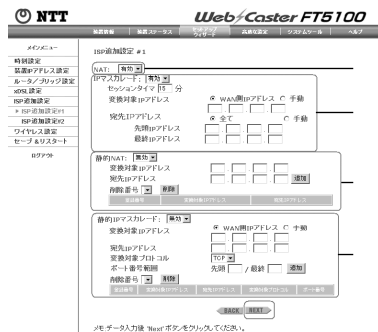 NTT
Web Caster FT5100
装置情報 装置ステータス セットアップウィザード 高度な設定 システムツール ヘルプ
メインメニュー
時刻設定
装置IPアドレス設定
ルータ/ブリッジ設定
xDSL設定
ISP追加設定
ISP追加設定#1
ISP追加設定#2
ワイヤレス設定
セーブ＆リスタート
ログアウト
ISP追加設定 #1
NAT: 有効
IPマスカレード: 有効
セッションタイマ 15 分
変換対象IPアドレス WAN側IPアドレス 手動
宛先IPアドレス 全て 手動
先頭IPアドレス
最終IPアドレス
静的NAT: 無効
変換対象IPアドレス
宛先IPアドレス 追加
削除番号 削除
登録番号 変換対象IPアドレス 宛先IPアドレス
静的IPマスカレード: 無効
変換対象IPアドレス WAN側IPアドレス 手動
宛先IPアドレス
変換対象プロトコル TCP
ポート番号範囲 先頭 / 最終 追加
削除番号 削除
登録番号 変換対象IPアドレス 宛先IPアドレス 変換対象プロトコル ポート番号
BACK NEXT
メモ:データ入力後 'Next'ボタンをクリックしてください。